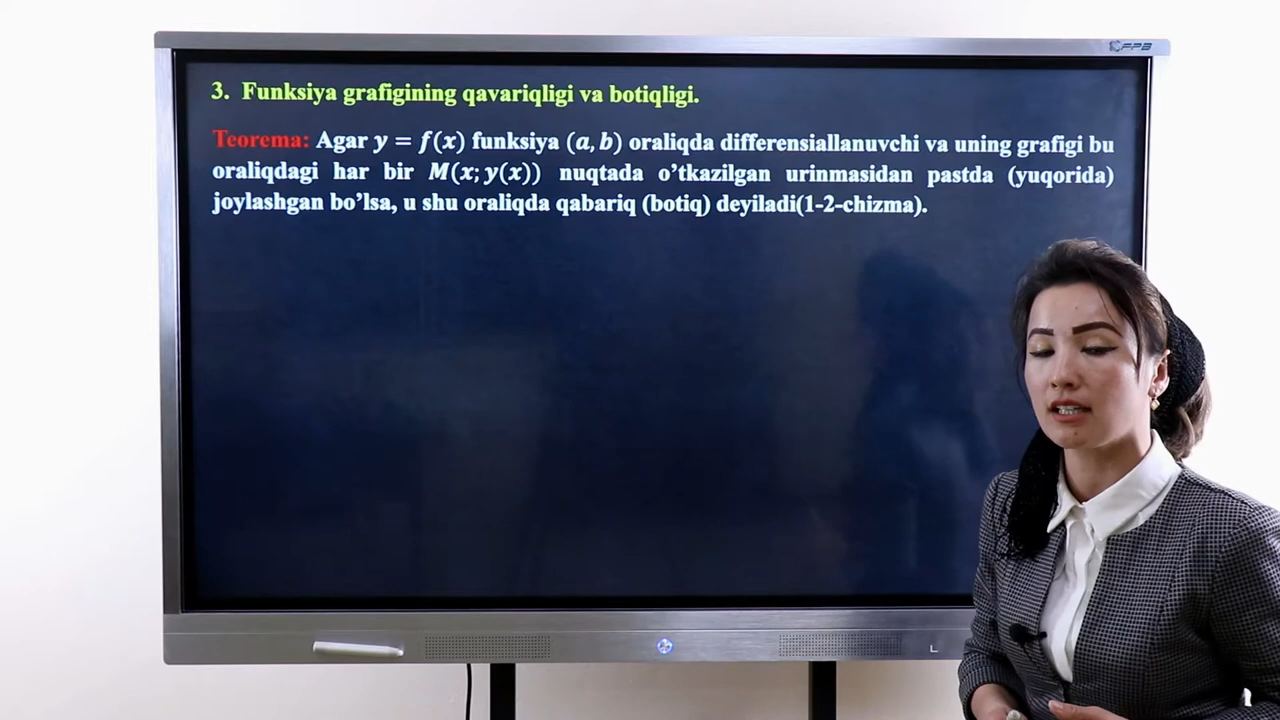 FPB
3. Funksiya grafigining qavariqligi va botiqligi.
Teorema: Agar y = f(x) funksiya (a, b) oraliqda differensiallanuvchi va uning grafigi bu
oraliqdagi har bir M(x; y(x)) nuqtada o’tkazilgan urinmasidan pastda (yuqorida)
joylashgan bo’lsa, u shu oraliqda qabariq (botiq) deyiladi(1-2-chizma).